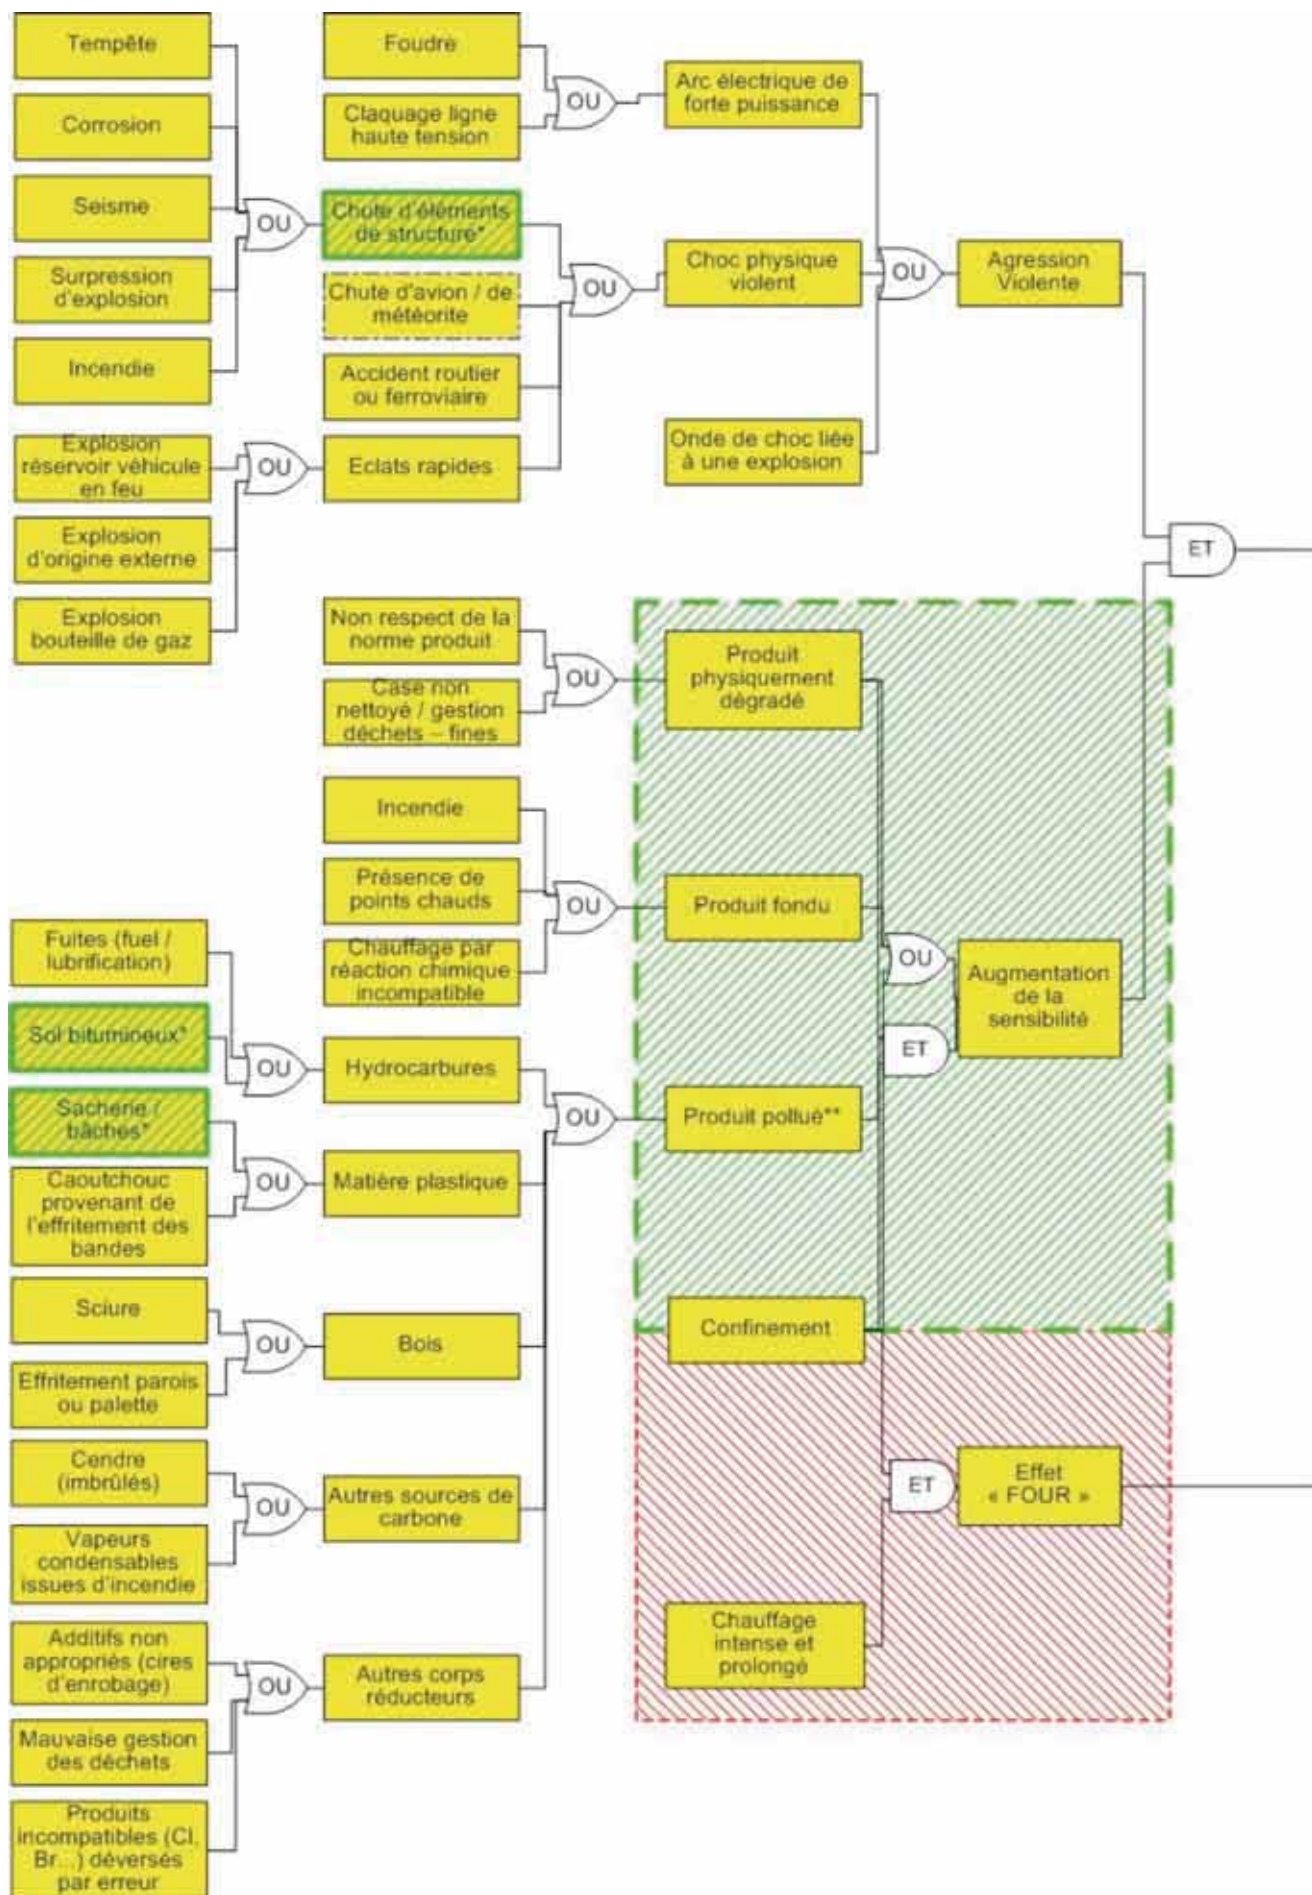 Tempête
Corrosion
Seisme
Surpression
d'explosion
Incendie
OU
Explosion
réservoir véhicule
en feu
Explosion
d'origine externe
Explosion
bouteille de gaz
OU
Foudre
Claquage ligne
haute tension
OU
Chute d'éléments
de structure*
Chute d'avion / de
météorite
Accident routier
ou ferroviaire
Eclats rapides
OU
Arc électrique de
forte puissance
Choc physique
violent
Onde de choc liée
à une explosion
OU
Agression
Violente
ET
Non respect de la
norme produit
Case non
nettoyé / gestion
déchets – fines
OU
Produit
physiquement
dégradé
Incendie
Présence de
points chauds
Chauffage par
réaction chimique
incompatible
OU
Produit fondu
OU
ET
Augmentation
de la
sensibilité
Fuites (fuel /
lubrification)
Sol bitumineux*
OU
Hydrocarbures
Sacherie /
bâches*
Caoutchouc
provenant de
l'effritement des
bandes
OU
Matière plastique
OU
Produit pollué**
Sciure
Effritement parois
ou palette
OU
Bois
Confinement
Cendre
(imbrûlés)
Vapeurs
condensables
issues d'incendie
OU
Autres sources de
carbone
ET
Effet
« FOUR »
Chauffage
intense et
prolongé
Additifs non
appropriés (cires
d'enrobage)
Mauvaise gestion
des déchets
Produits
incompatibles (Cl,
Br...) déversés
par erreur
OU
Autres corps
réducteurs